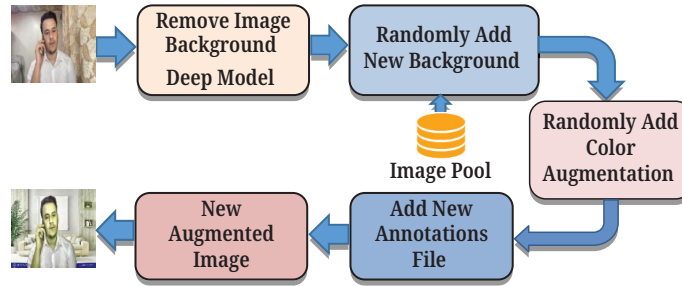 Remove Image
Background
Deep Model
Randomly Add
New Background
Image Pool
Randomly Add
Color
Augmentation
Add New
Annotations
File
New
Augmented
Image